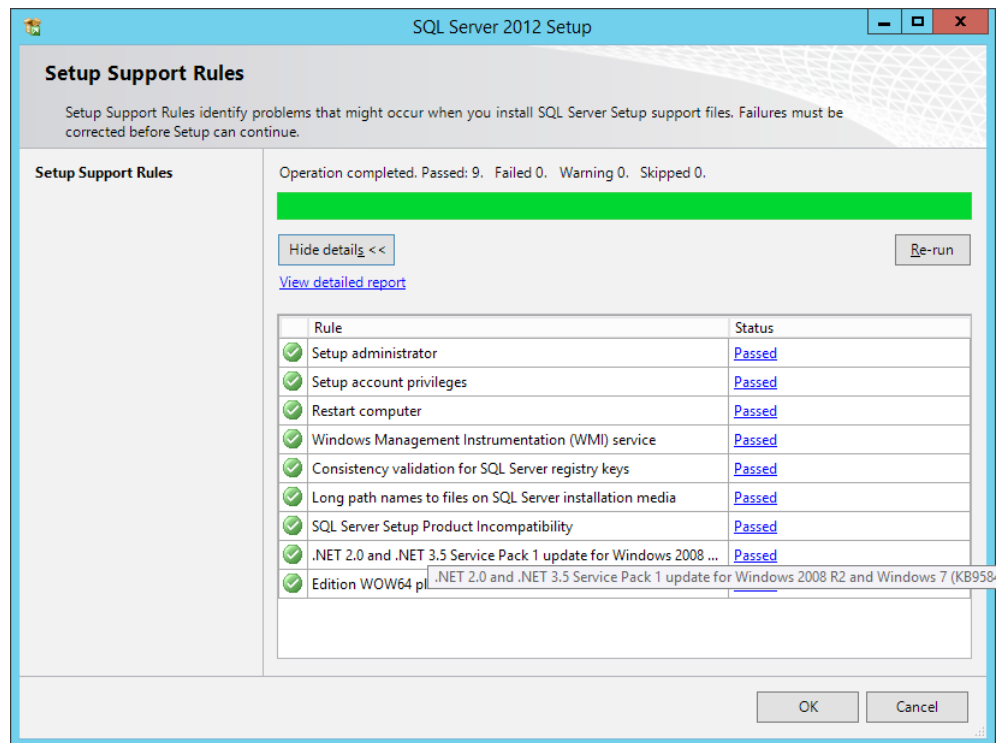 SQL Server 2012 Setup
Setup Support Rules
Setup Support Rules identify problems that might occur when you install SQL Server Setup support files. Failures must be
corrected before Setup can continue.
Setup Support Rules
Operation completed. Passed: 9. Failed 0. Warning 0. Skipped 0.
Hide details <<
Re-run
View detailed report
Rule Status
Setup administrator Passed
Setup account privileges Passed
Restart computer Passed
Windows Management Instrumentation (WMI) service Passed
Consistency validation for SQL Server registry keys Passed
Long path names to files on SQL Server installation media Passed
SQL Server Setup Product Incompatibility Passed
.NET 2.0 and .NET 3.5 Service Pack 1 update for Windows 2008 ... Passed
.NET 2.0 and .NET 3.5 Service Pack 1 update for Windows 2008 R2 and Windows 7 (KB958
Edition WOW64 pl
OK Cancel